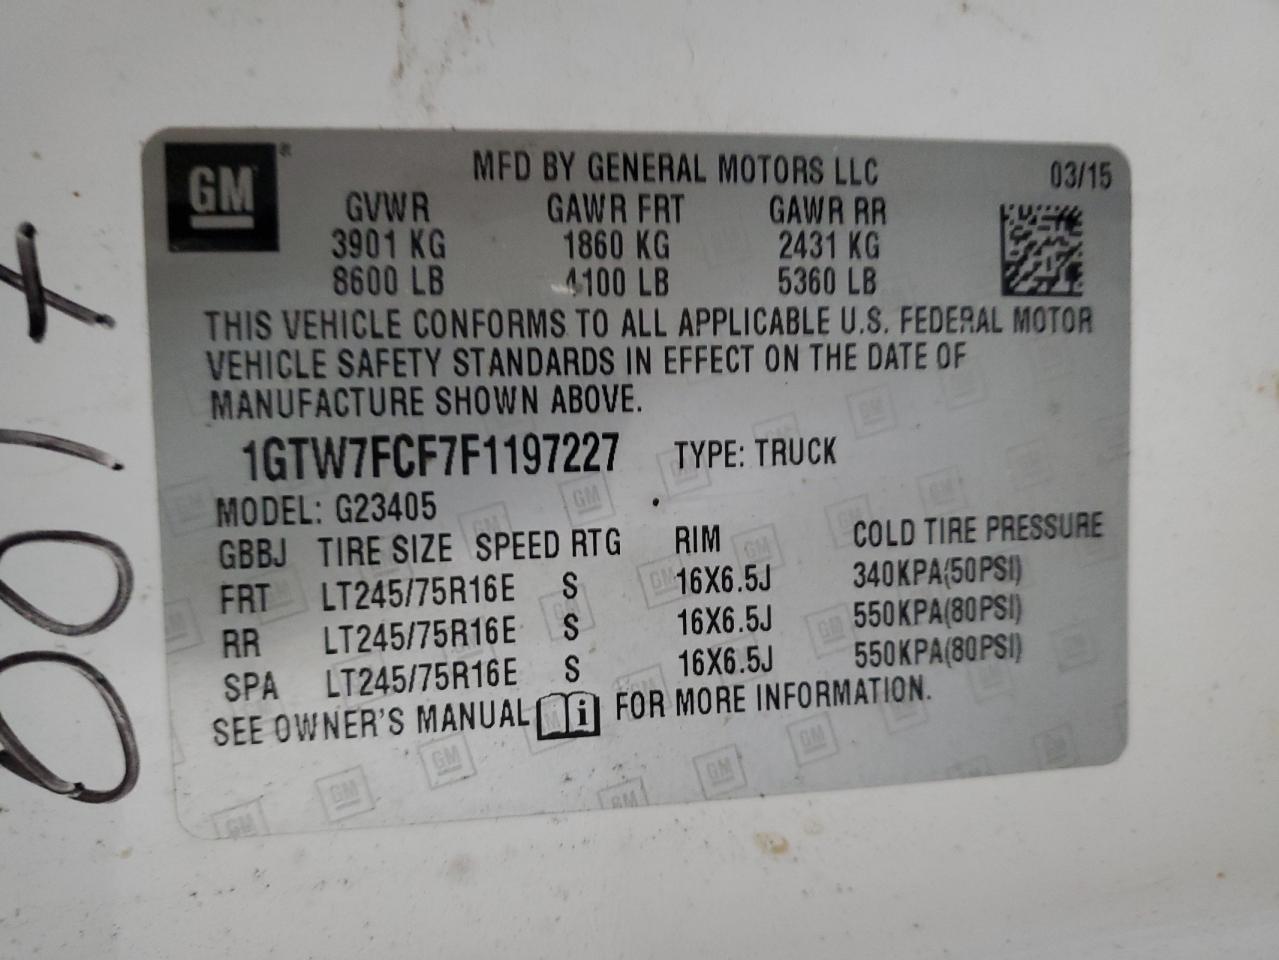 GM®
MFD BY GENERAL MOTORS LLC 03/15
GVWR GAWR FRT GAWR RR
3901 KG 1860 KG 2431 KG
8600 LB 4100 LB 5360 LB
THIS VEHICLE CONFORMS TO ALL APPLICABLE U.S. FEDERAL MOTOR
VEHICLE SAFETY STANDARDS IN EFFECT ON THE DATE OF
MANUFACTURE SHOWN ABOVE.
1GTW7FCF7F1197227 TYPE: TRUCK
MODEL: G23405
GBBJ TIRE SIZE SPEED RTG RIM COLD TIRE PRESSURE
FRT LT245/75R16E S 16X6.5J 340KPA(50PSI)
RR LT245/75R16E S 16X6.5J 550KPA(80PSI)
SPA LT245/75R16E S 16X6.5J 550KPA(80PSI)
SEE OWNER'S MANUAL i FOR MORE INFORMATION.